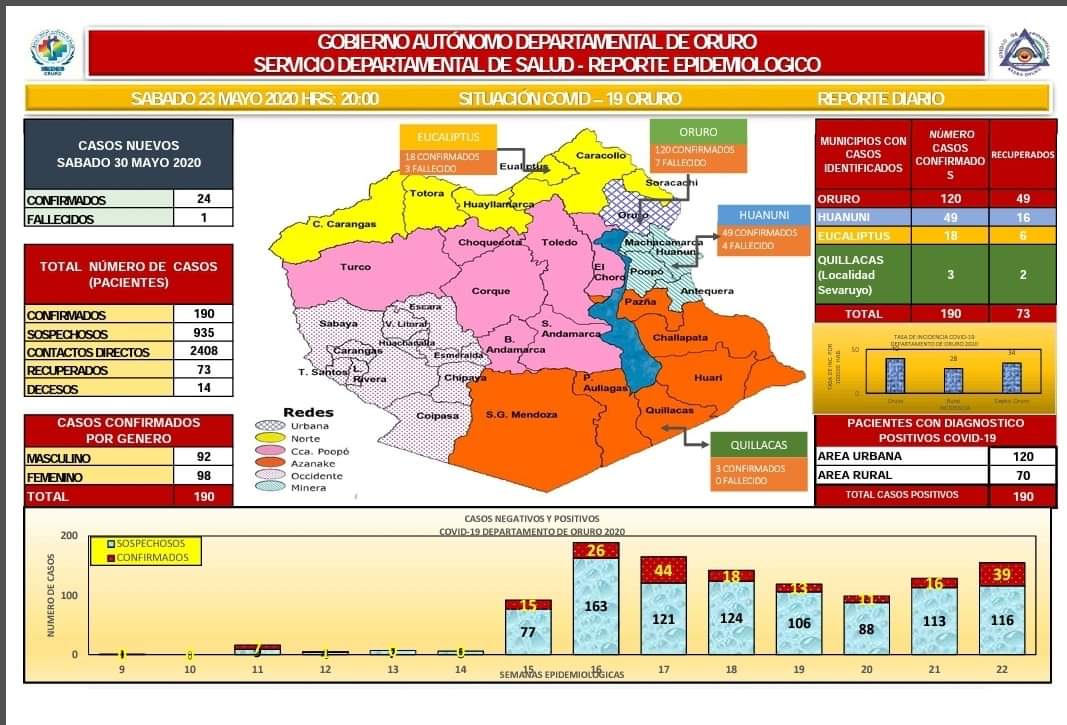 GOBIERNO AUTÓNOMO DEPARTAMENTAL DE ORURO
SERVICIO DEPARTAMENTAL DE SALUD - REPORTE EPIDEMIOLOGICO
SABADO 23 MAYO 2020 HRS: 20:00 SITUACIÓN COVID – 19 ORURO REPORTE DIARIO
CASOS NUEVOS
SABADO 30 MAYO 2020
CONFIRMADOS 24
FALLECIDOS 1
TOTAL NÚMERO DE CASOS
(PACIENTES)
CONFIRMADOS 190
SOSPECHOSOS 935
CONTACTOS DIRECTOS 2408
RECUPERADOS 73
DECESOS 14
CASOS CONFIRMADOS
POR GENERO
MASCULINO 92
FEMENINO 98
TOTAL 190
EUCALIPTUS
18 CONFIRMADOS
3 FALLECIDO
ORURO
120 CONFIRMADOS
7 FALLECIDO
HUANUNI
49 CONFIRMADOS
4 FALLECIDO
QUILLACAS
3 CONFIRMADOS
0 FALLECIDO
Caracollo
Eualiptus
Soracachi
Totora
Huayllamarca
Oruro
C. Carangas
Choquecota
Toledo
Machacamarca
Huanuni
Turco
El
Choro
Poopó
Corque
Antequera
Pazña
Escara
Sabaya
V. Litoral
S.
Andamarca
Challapata
Huachacalla
Carangas
B.
Andamarca
Esmeralda
T. Santos
L.
Rivera
Chipaya
P.
Aullagas
Huari
Coipasa
S.G. Mendoza
Quillacas
Redes
Urbana
Norte
Cca. Poopó
Azanake
Occidente
Minera
MUNICIPIOS CON
CASOS
IDENTIFICADOS
NÚMERO
CASOS
CONFIRMADO
S
RECUPERADOS
ORURO 120 49
HUANUNI 49 16
EUCALIPTUS 18 6
QUILLACAS
(Localidad
Sevaruyo)
3 2
TOTAL 190 73
TASA DE INCIDENCIA COVID-19
DEPARTAMENTO DE ORURO 2020
50
28
34
0
Oruro Rural Depto. Oruro
INCIDENCIA
PACIENTES CON DIAGNOSTICO
POSITIVOS COVID-19
AREA URBANA 120
AREA RURAL 70
TOTAL CASOS POSITIVOS 190
CASOS NEGATIVOS Y POSITIVOS
COVID-19 DEPARTAMENTO DE ORURO 2020
SOSPECHOSOS
CONFIRMADOS
NUMERO DE CASOS
200
100
0
7
15 26 44 18 13 11 16 39
77 163 121 124 106 88 113 116
9 10 11 12 13 14 15 16 17 18 19 20 21 22
SEMANAS EPIDEMIOLOGICAS